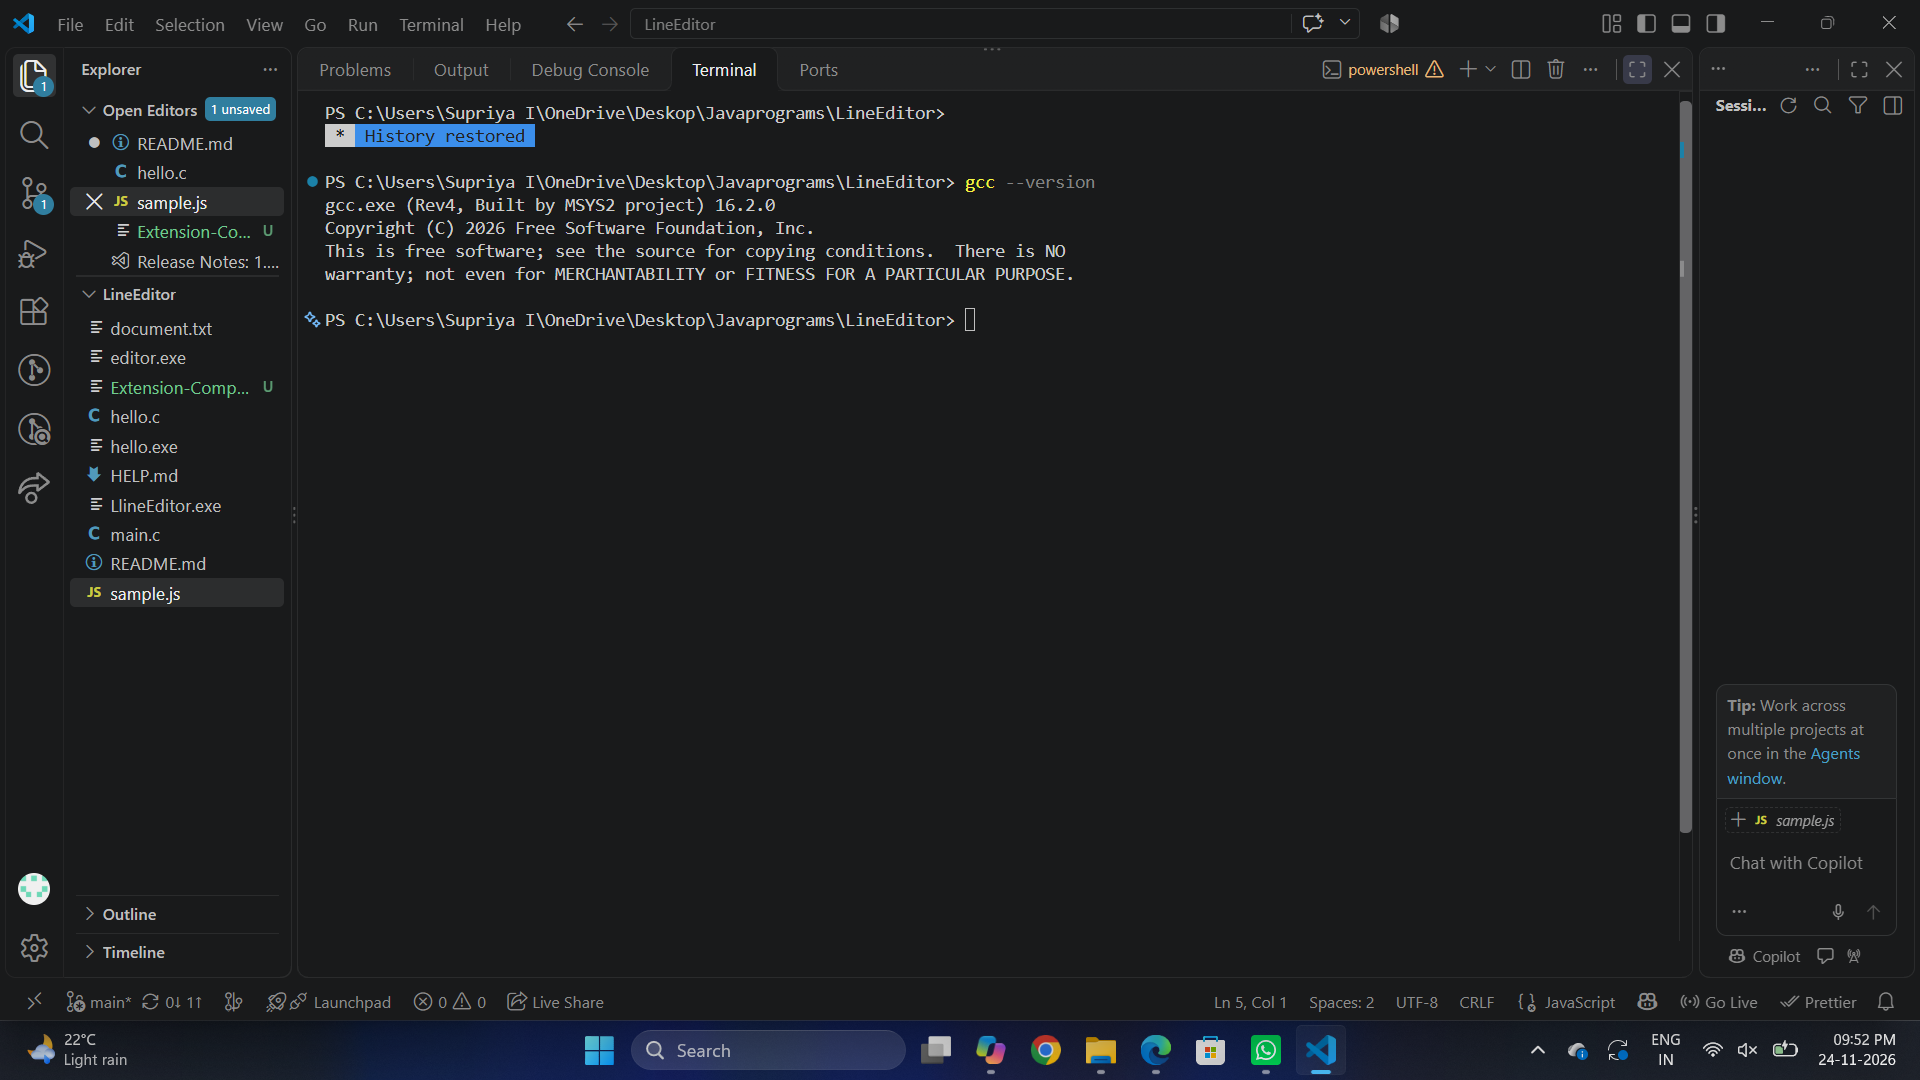 File Edit Selection View Go Run Terminal Help LineEditor
Explorer
Open Editors 1 unsaved
README.md
hello.c
JS sample.js
Extension-Co... U
Release Notes: 1....
LineEditor
document.txt
editor.exe
Extension-Comp... U
hello.c
hello.exe
HELP.md
LlineEditor.exe
main.c
README.md
JS sample.js
Outline
Timeline
Problems Output Debug Console Terminal Ports powershell
PS C:\Users\Supriya I\OneDrive\Deskop\Javaprograms\LineEditor>
* History restored
PS C:\Users\Supriya I\OneDrive\Desktop\Javaprograms\LineEditor> gcc --version
gcc.exe (Rev4, Built by MSYS2 project) 16.2.0
Copyright (C) 2026 Free Software Foundation, Inc.
This is free software; see the source for copying conditions.  There is NO
warranty; not even for MERCHANTABILITY or FITNESS FOR A PARTICULAR PURPOSE.
PS C:\Users\Supriya I\OneDrive\Desktop\Javaprograms\LineEditor>
Sessi...
Tip: Work across
multiple projects at
once in the Agents
window.
JS sample.js
Chat with Copilot
Copilot
main* 0↓ 1↑ Launchpad 0 0 Live Share Ln 5, Col 1 Spaces: 2 UTF-8 CRLF JavaScript Go Live Prettier
22°C
Light rain
Search
ENG
IN
09:52 PM
24-11-2026
1
1